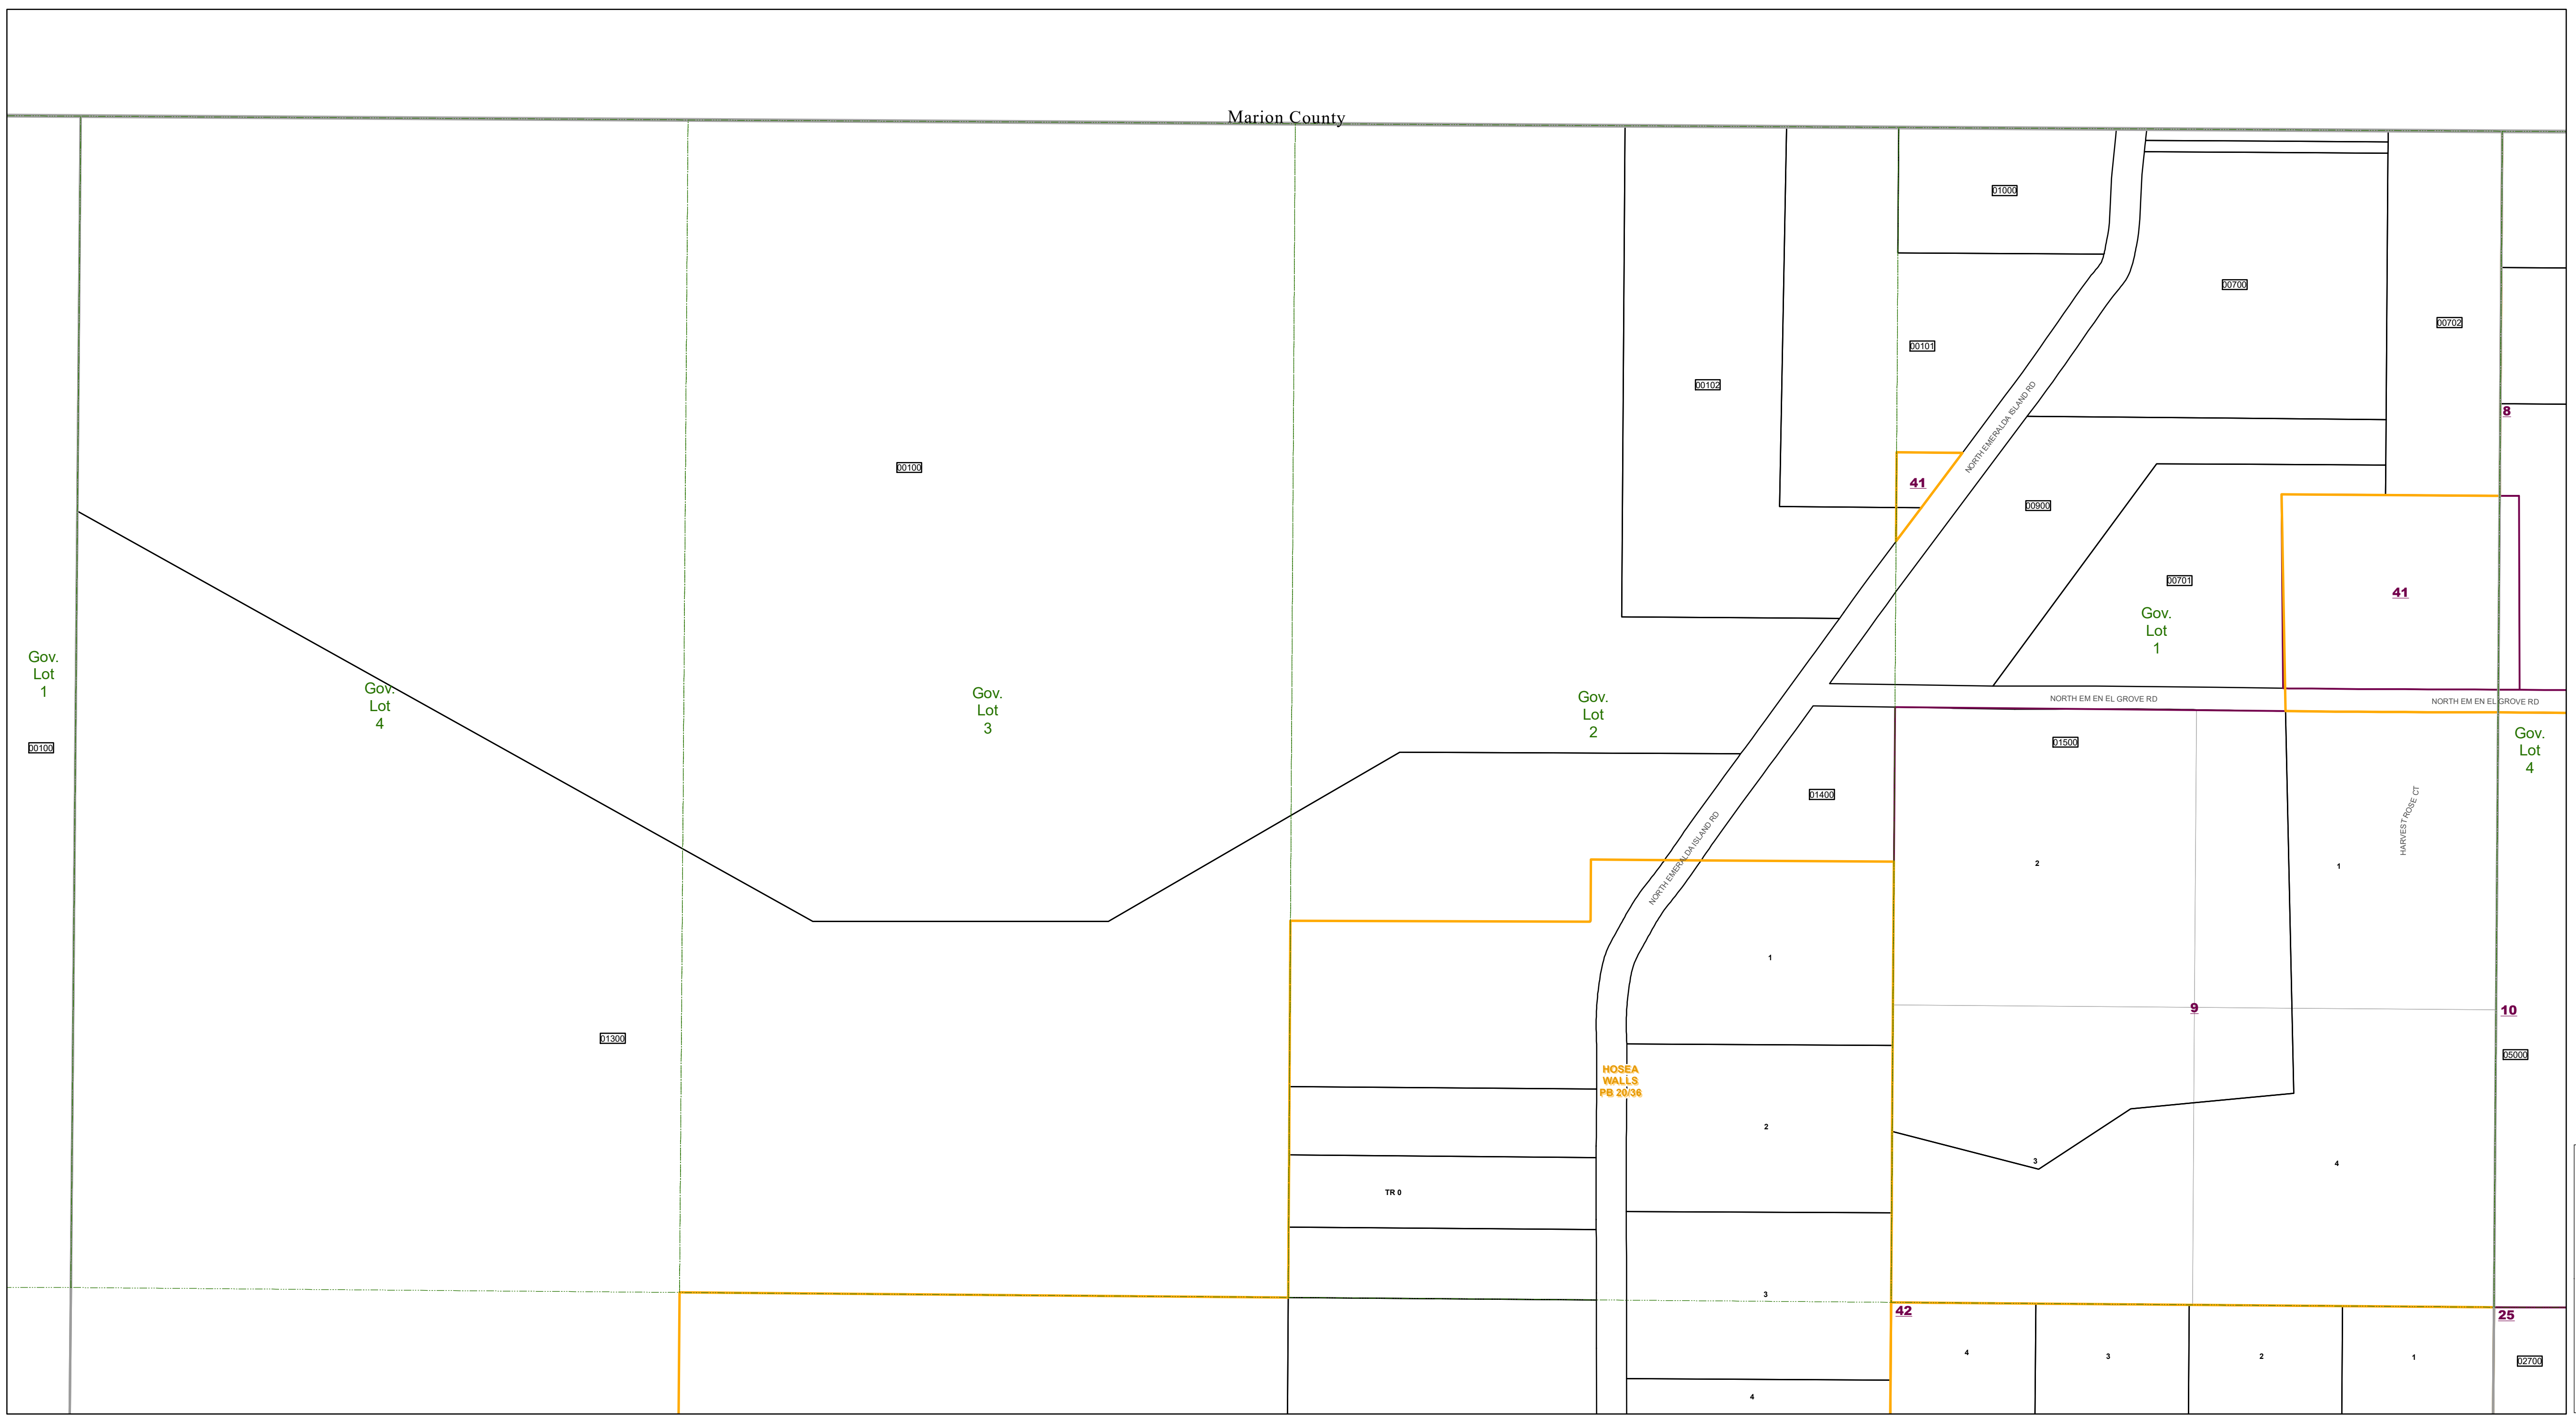 Marion County
01000
00700
00702
00101
00102
8
NORTH EMERALDA ISLAND RD
00100
41
00900
00701
41
Gov.
Lot
1
Gov.
Lot
1
Gov.
Lot
4
Gov.
Lot
3
Gov.
Lot
2
NORTH EM EN EL GROVE RD
NORTH EM EN EL GROVE RD
00100
01500
Gov.
Lot
4
01400
HARVEST ROSE CT
NORTH EMERALDA ISLAND RD
2
1
1
9
10
01300
05000
HOSEA
WALLS
PB 20/36
2
3
4
TR 0
3
42
25
4
3
2
1
02700
4